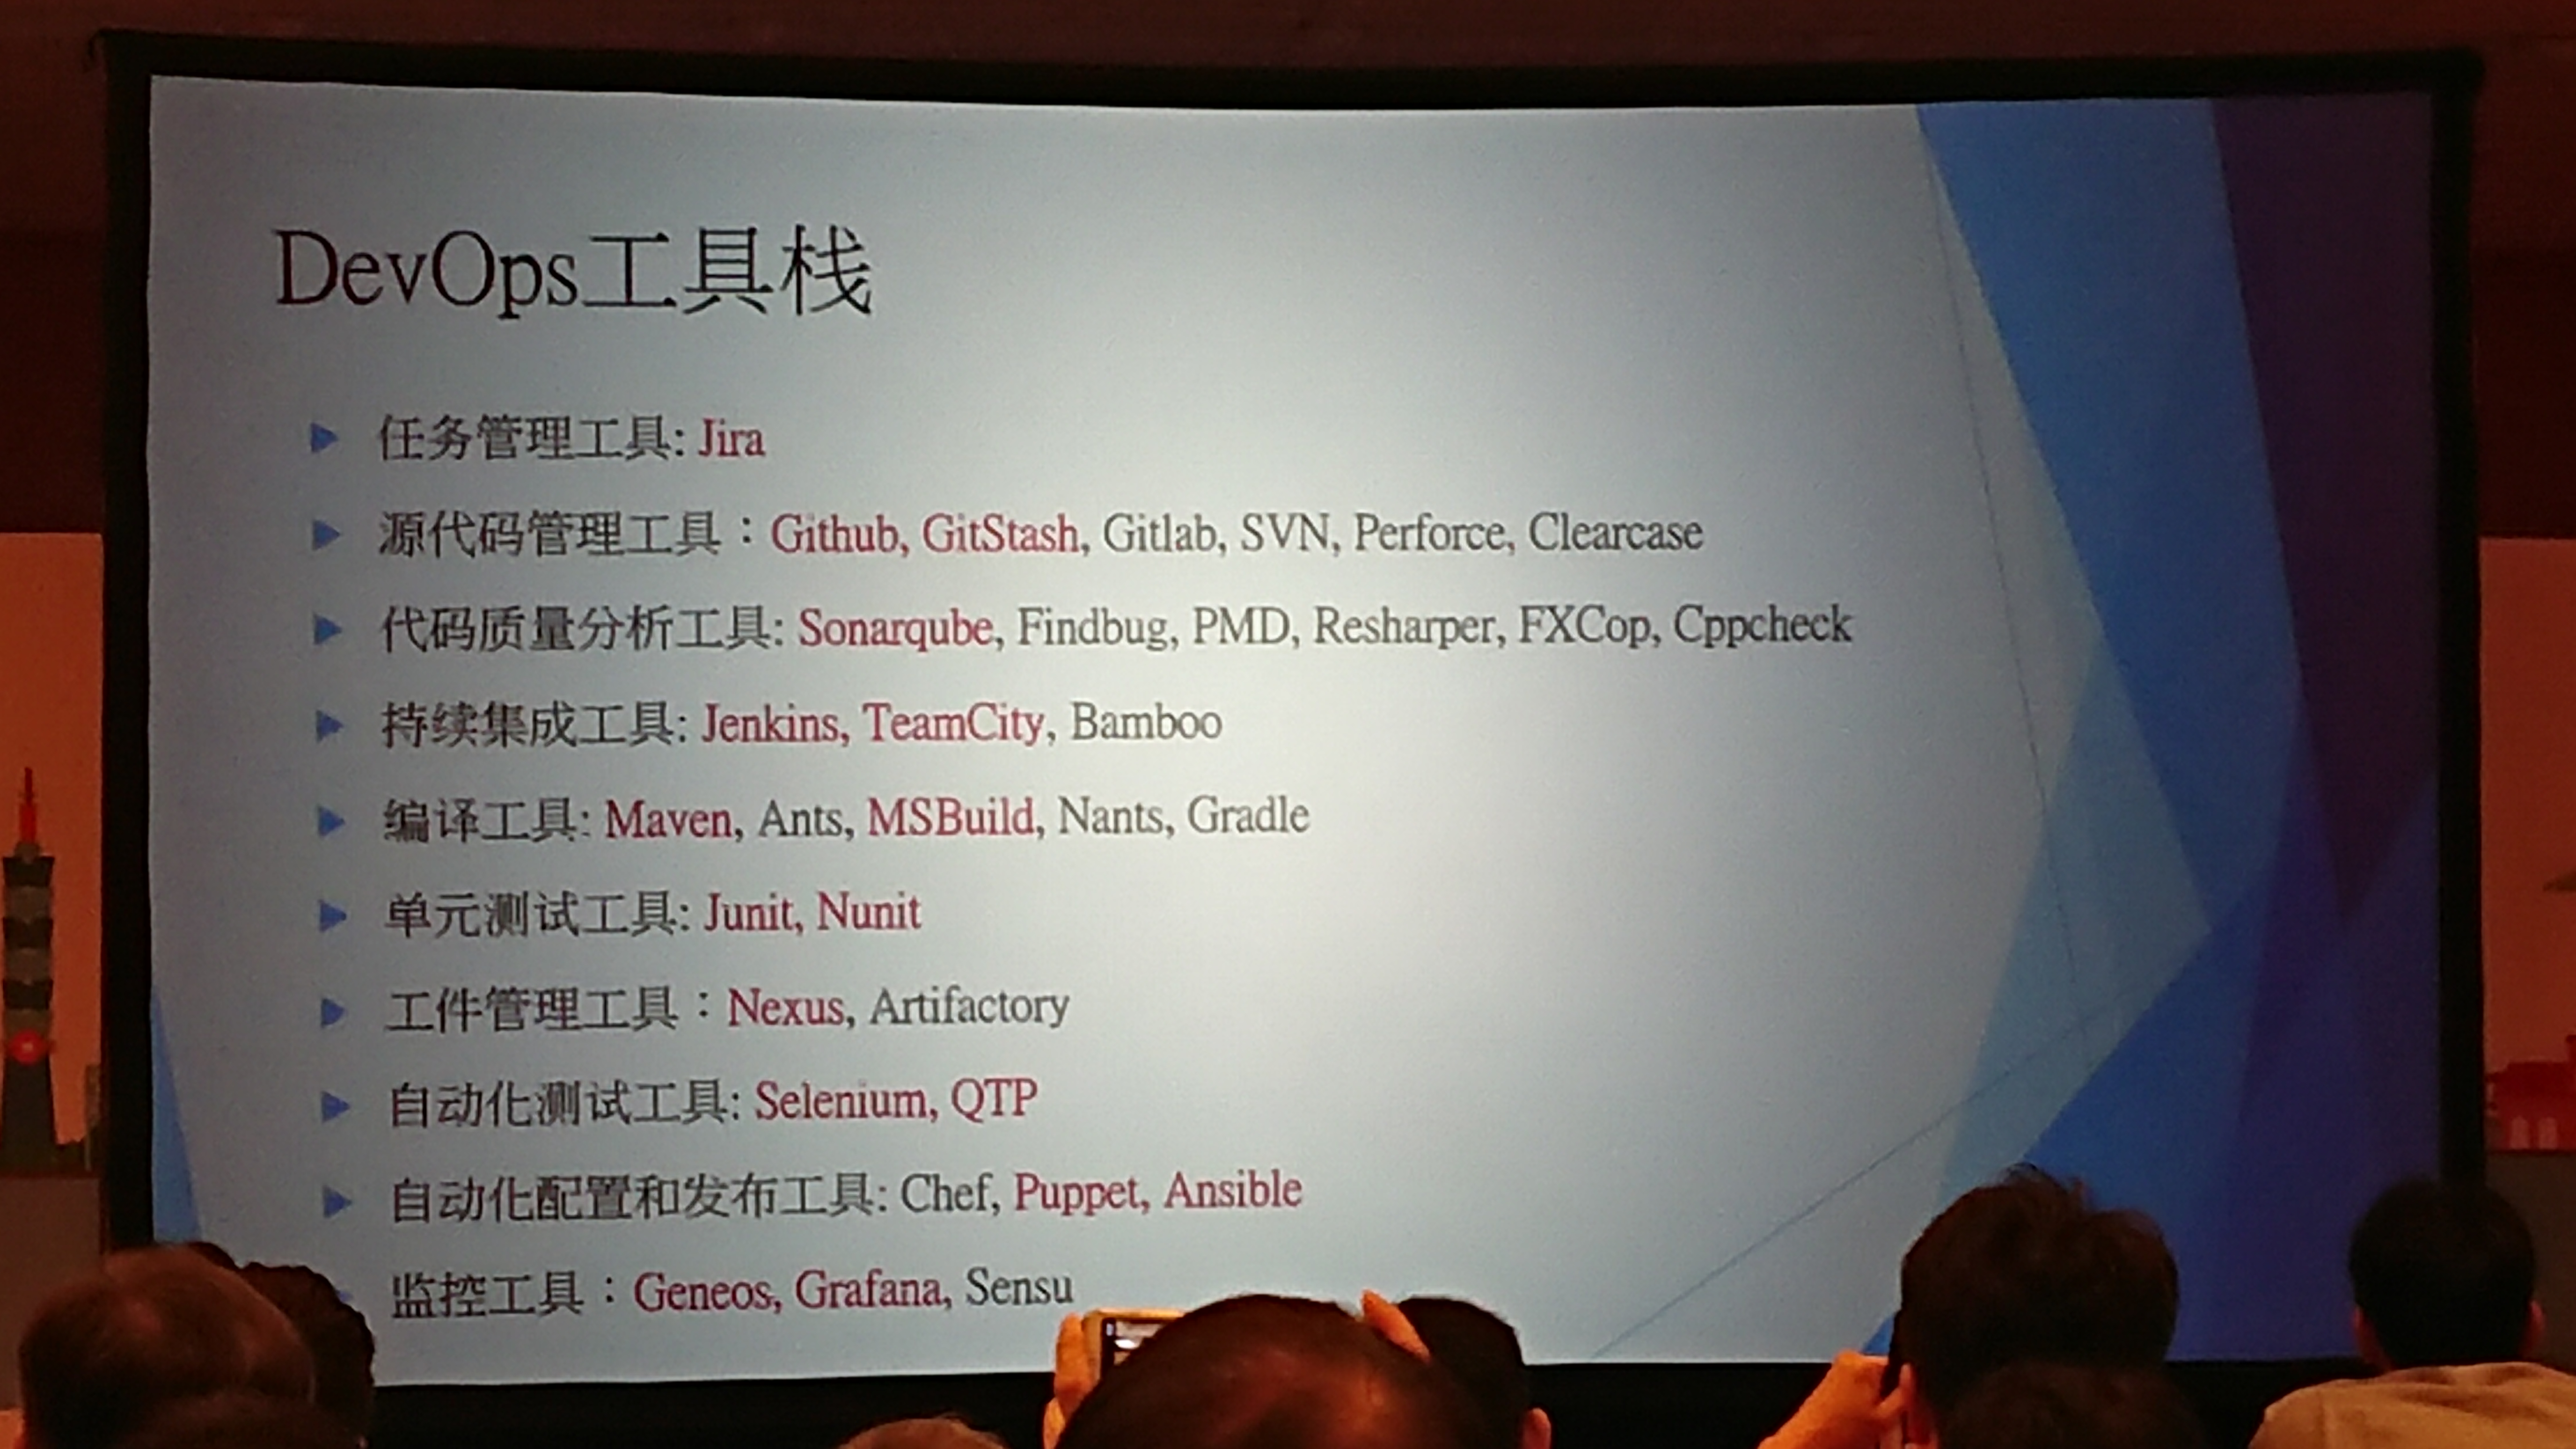 DevOps工具栈
任务管理工具: Jira
源代码管理工具：Github, GitStash, Gitlab, SVN, Perforce, Clearcase
代码质量分析工具: Sonarqube, Findbug, PMD, Resharper, FXCop, Cppcheck
持续集成工具: Jenkins, TeamCity, Bamboo
编译工具: Maven, Ants, MSBuild, Nants, Gradle
单元测试工具: Junit, Nunit
工件管理工具：Nexus, Artifactory
自动化测试工具: Selenium, QTP
自动化配置和发布工具: Chef, Puppet, Ansible
监控工具：Geneos, Grafana, Sensu